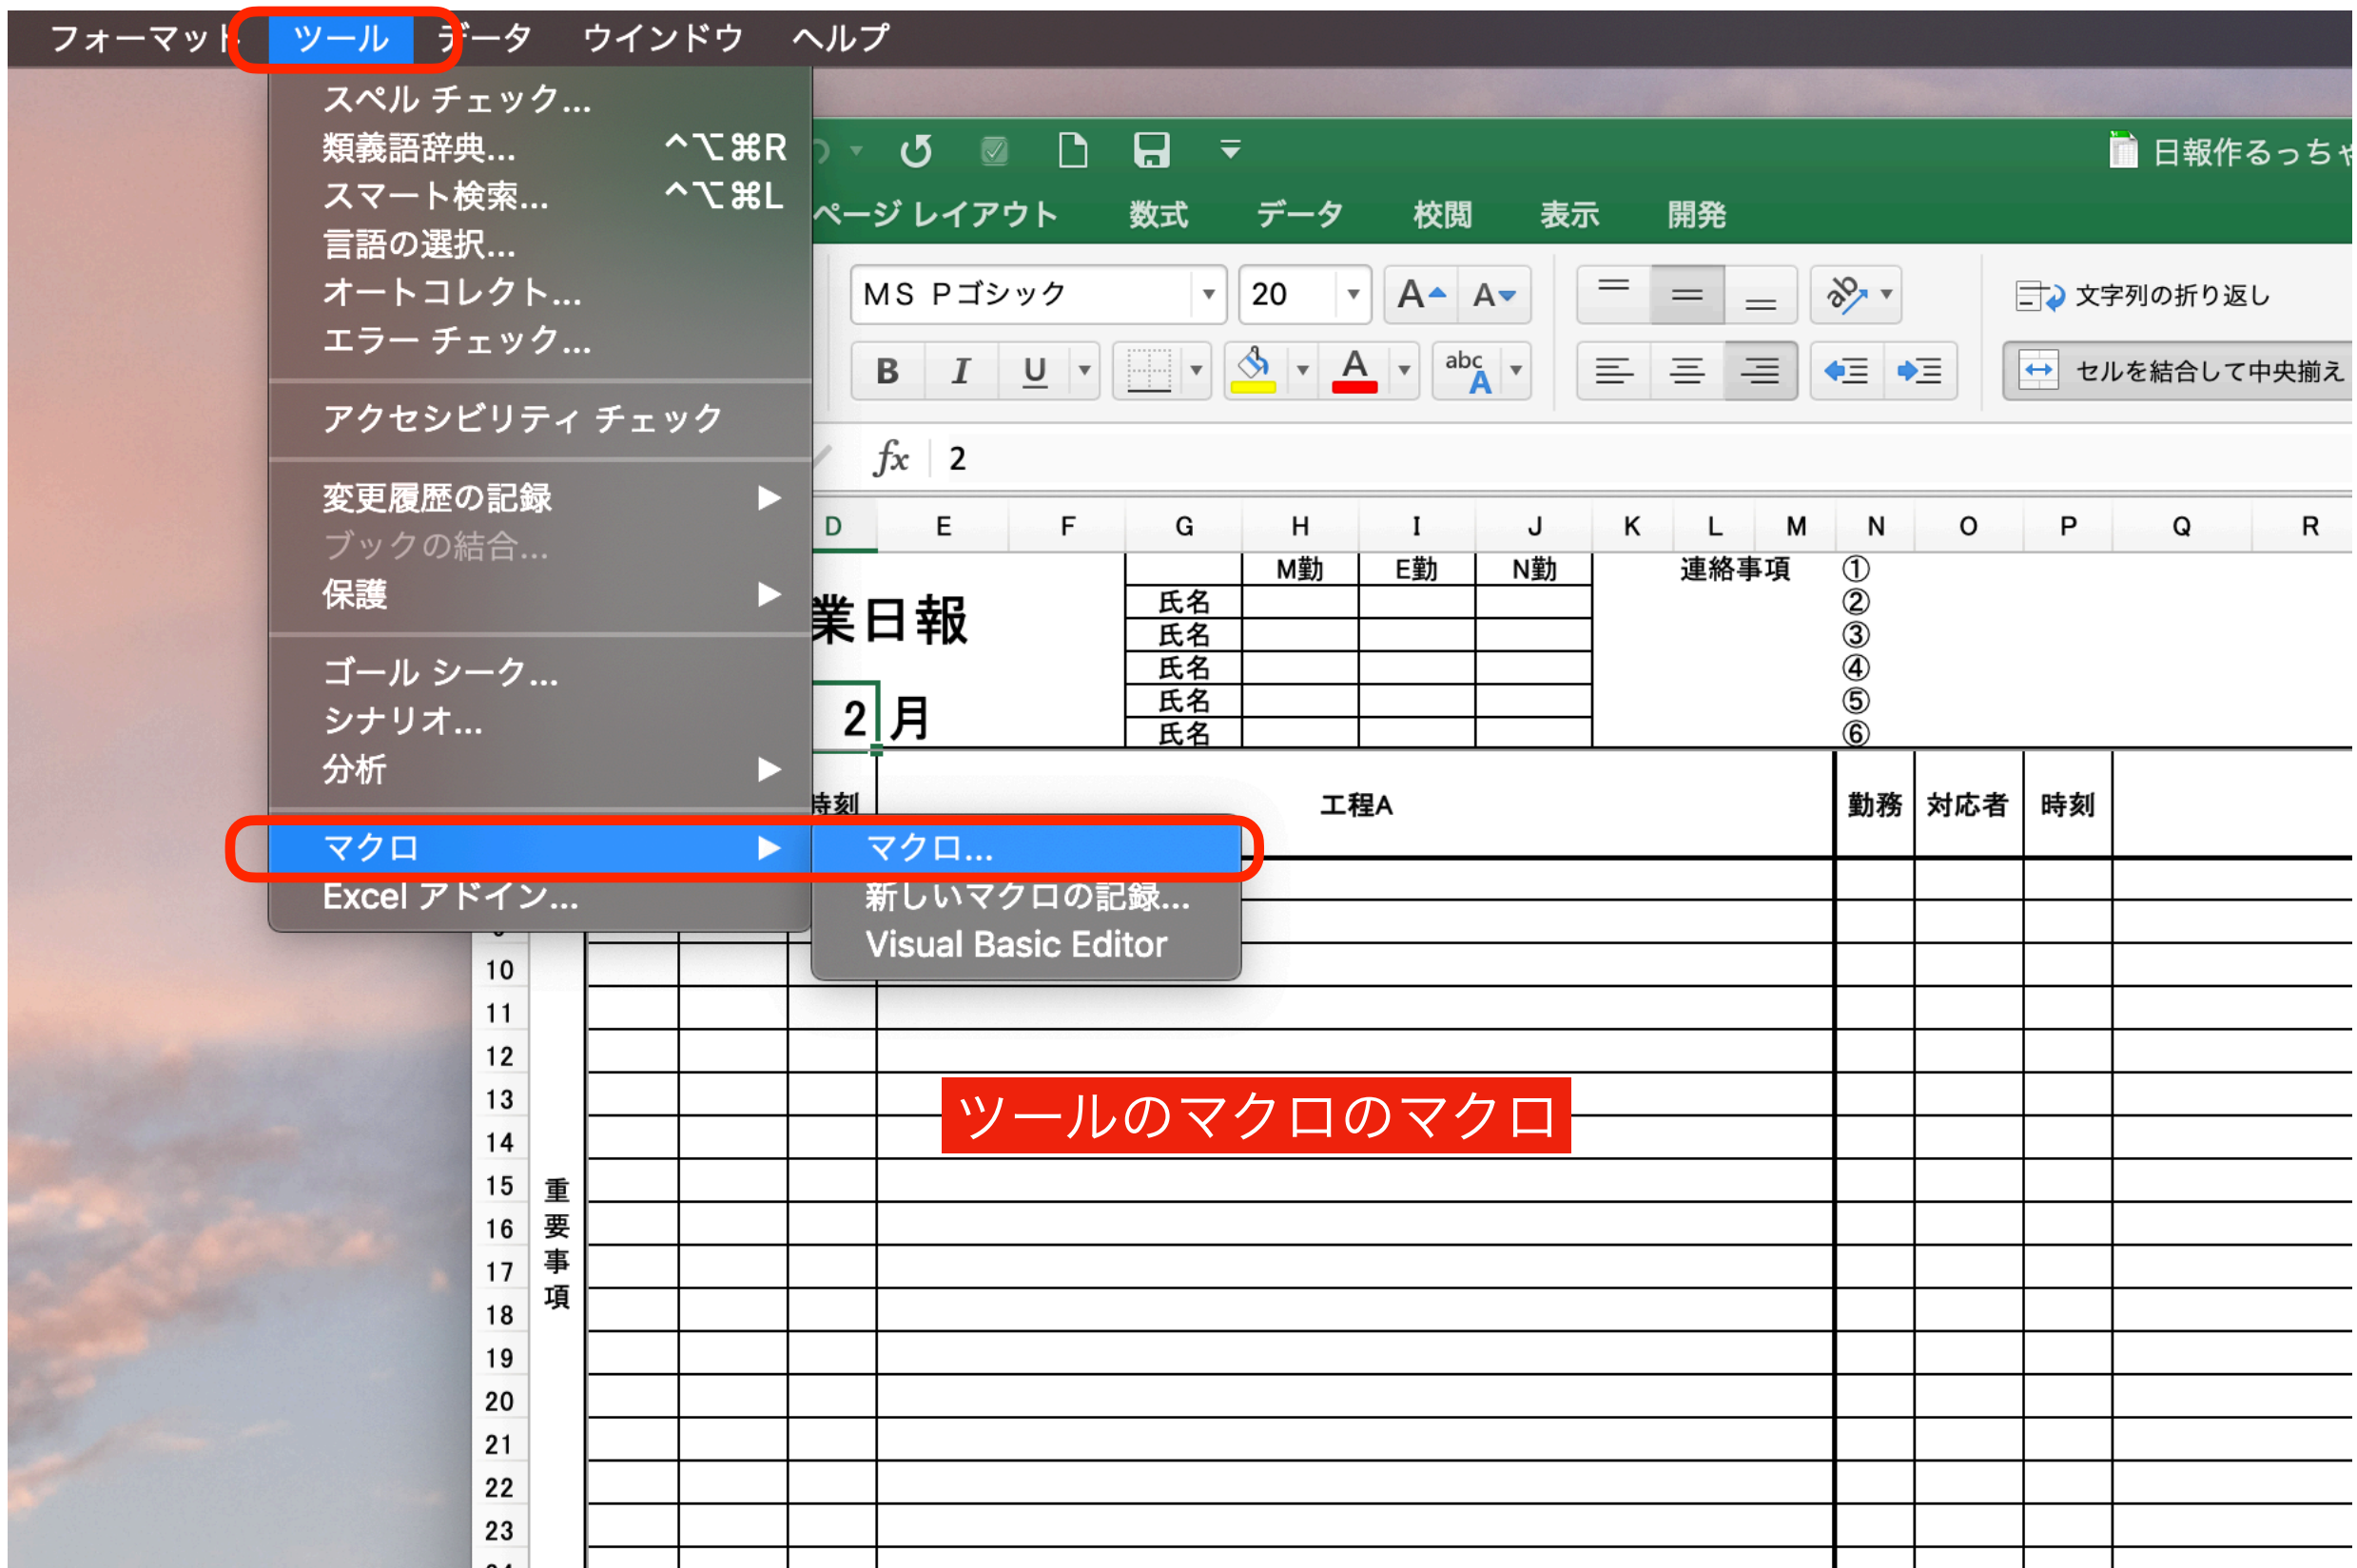 フォーマット ツール データ ウインドウ ヘルプ
スペル チェック...
類義語辞典... ^⌥⌘R
スマート検索... ^⌥⌘L
言語の選択...
オートコレクト...
エラー チェック...
アクセシビリティ チェック
変更履歴の記録 ▶
ブックの結合...
保護 ▶
ゴール シーク...
シナリオ...
分析 ▶
マクロ ▶
Excel アドイン...
マクロ...
新しいマクロの記録...
Visual Basic Editor
日報作るっちゃ
ページ レイアウト 数式 データ 校閲 表示 開発
MS Pゴシック 20 A A ab 文字列の折り返し
B I U A abc A セルを結合して中央揃え
fx 2
D E F G H I J K L M N O P Q R
M勤 E勤 N勤 連絡事項 ①
氏名 ②
業日報 氏名 ③
氏名 ④
2 月 氏名 ⑤
氏名 ⑥
時刻 工程A 勤務 対応者 時刻
10
11
12
13
14
15
16
17
18
19
20
21
22
23
重要事項
ツールのマクロのマクロ